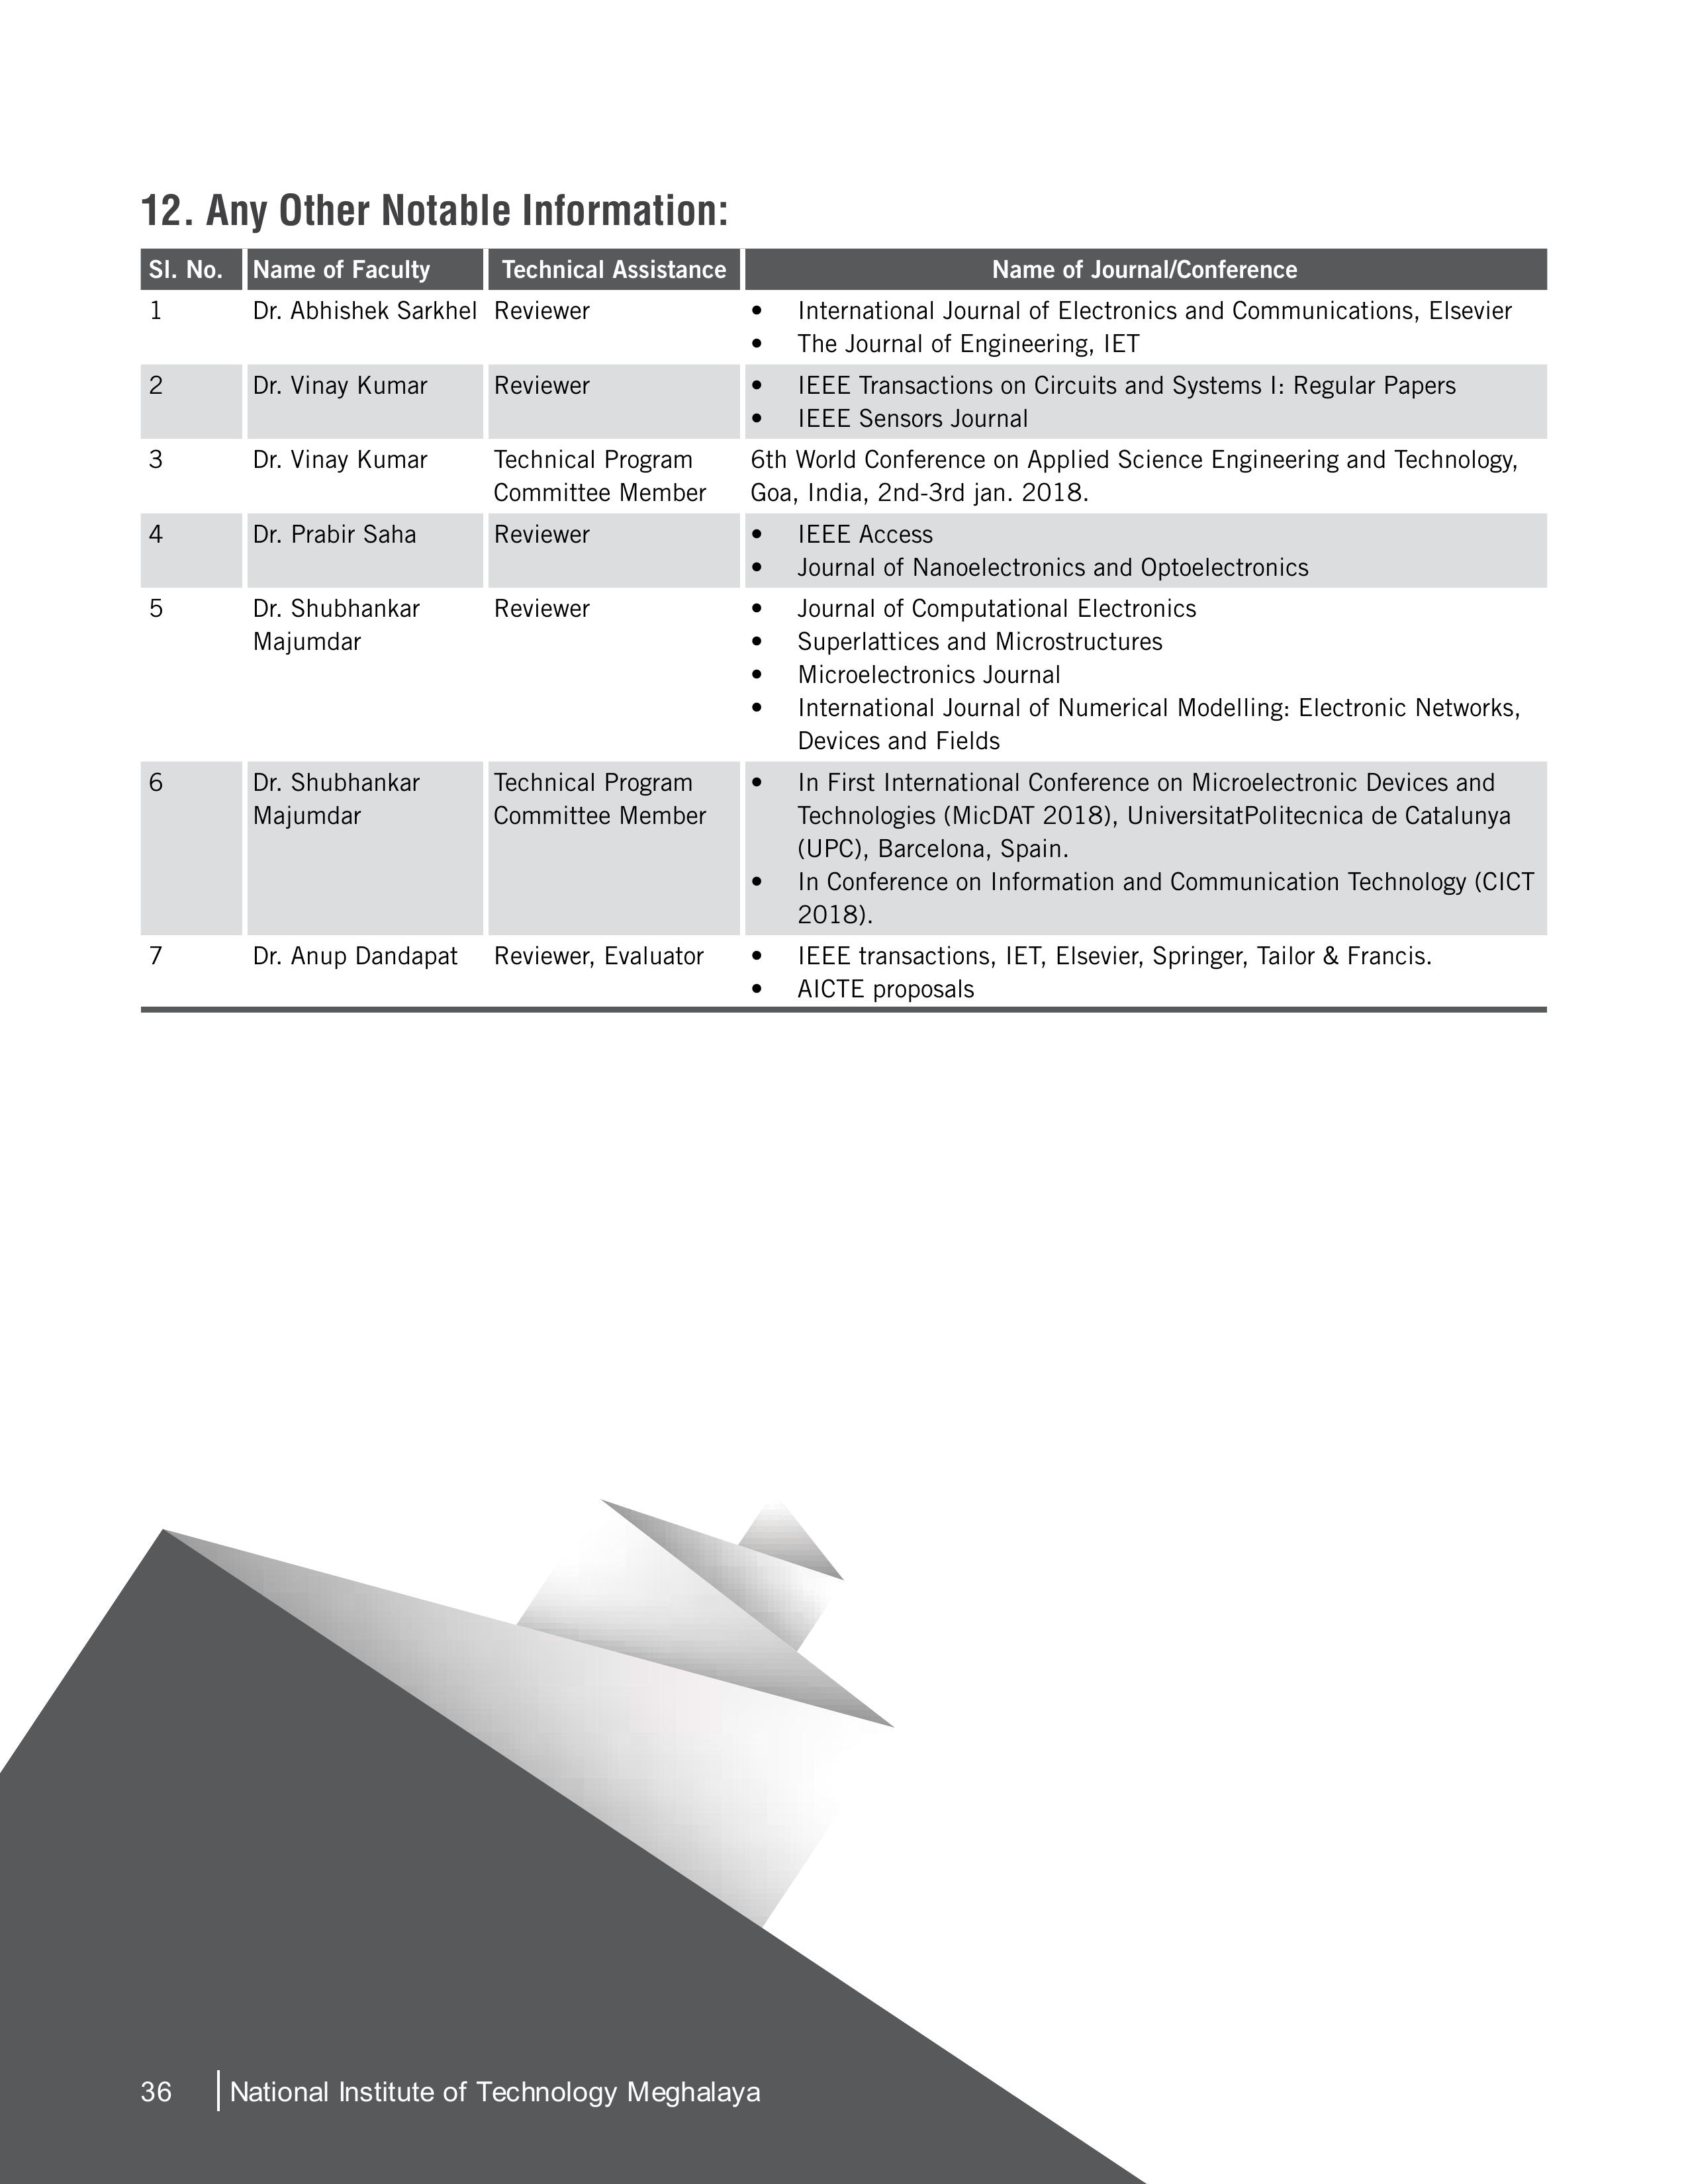 12. Any Other Notable Information:
Sl. No. Name of Faculty Technical Assistance Name of Journal/Conference
1 Dr. Abhishek Sarkhel Reviewer • International Journal of Electronics and Communications, Elsevier
• The Journal of Engineering, IET
2 Dr. Vinay Kumar Reviewer • IEEE Transactions on Circuits and Systems I: Regular Papers
• IEEE Sensors Journal
3 Dr. Vinay Kumar Technical Program 6th World Conference on Applied Science Engineering and Technology,
Committee Member Goa, India, 2nd-3rd jan. 2018.
4 Dr. Prabir Saha Reviewer • IEEE Access
• Journal of Nanoelectronics and Optoelectronics
5 Dr. Shubhankar Reviewer • Journal of Computational Electronics
Majumdar • Superlattices and Microstructures
• Microelectronics Journal
• International Journal of Numerical Modelling: Electronic Networks,
Devices and Fields
6 Dr. Shubhankar Technical Program • In First International Conference on Microelectronic Devices and
Majumdar Committee Member Technologies (MicDAT 2018), UniversitatPolitecnica de Catalunya
(UPC), Barcelona, Spain.
• In Conference on Information and Communication Technology (CICT
2018).
7 Dr. Anup Dandapat Reviewer, Evaluator • IEEE transactions, IET, Elsevier, Springer, Tailor & Francis.
• AICTE proposals
36 National Institute of Technology Meghalaya